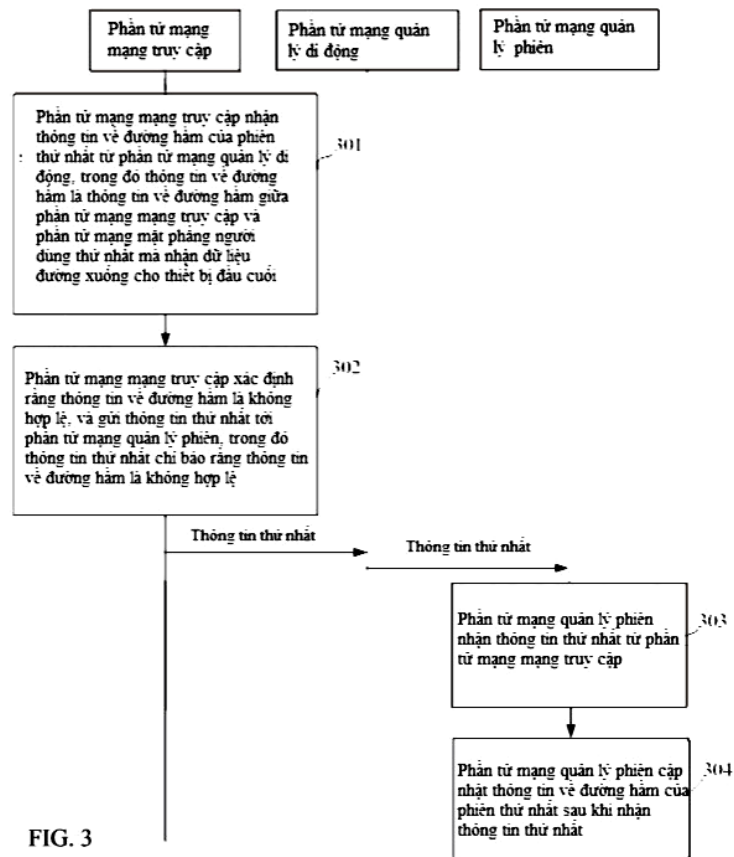 Phần tử mạng
mạng truy cập
Phần tử mạng quản
lý di động
Phần tử mạng quản
lý phiên
Phần tử mạng mạng truy cập nhận
thông tin về đường hầm của phiên
thứ nhất từ phần tử mạng quản lý di
động, trong đó thông tin về đường
hầm là thông tin về đường hầm giữa
phần tử mạng mạng truy cập và
phần tử mạng mặt phẳng người
dùng thứ nhất mà nhận dữ liệu
đường xuống cho thiết bị đầu cuối
301
Phần tử mạng mạng truy cập xác định
rằng thông tin về đường hầm là không
hợp lệ, và gửi thông tin thứ nhất tới
phần tử mạng quản lý phiên, trong đó
thông tin thứ nhất chỉ báo rằng thông tin
về đường hầm là không hợp lệ
302
Thông tin thứ nhất
Thông tin thứ nhất
Phần tử mạng quản lý phiên
nhận thông tin thứ nhất từ phần
tử mạng mạng truy cập
303
Phần tử mạng quản lý phiên cập
nhật thông tin về đường hầm của
phiên thứ nhất sau khi nhận
thông tin thứ nhất
304
FIG. 3